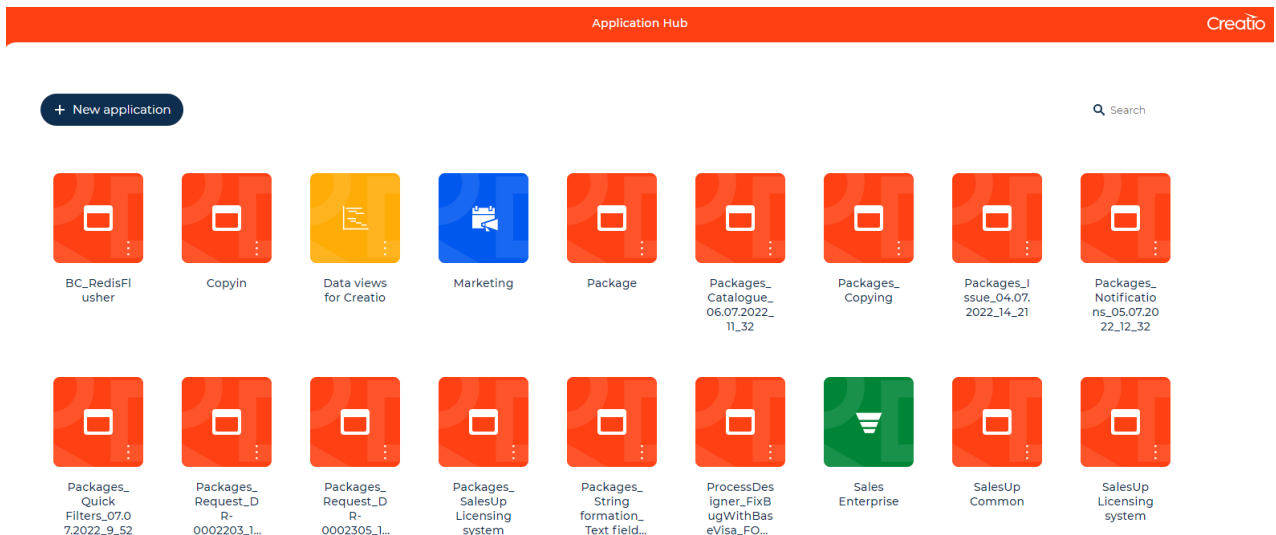 Application Hub
Creatio
+ New application
Search
BC_RedisFl
usher
Copyin
Data views
for Creatio
Marketing
Package
Packages_
Catalogue_
06.07.2022_
11_32
Packages_
Copying
Packages_I
ssue_04.07.
2022_14_21
Packages_
Notificatio
ns_05.07.20
22_12_32
Packages_
Quick
Filters_07.0
7.2022_9_52
Packages_
Request_D
R-
0002203_1...
Packages_
Request_D
R-
0002305_1...
Packages_
SalesUp
Licensing
system
Packages_
String
formation_
Text field...
ProcessDes
igner_FixB
ugWithBas
eVisa_FO...
Sales
Enterprise
SalesUp
Common
SalesUp
Licensing
system